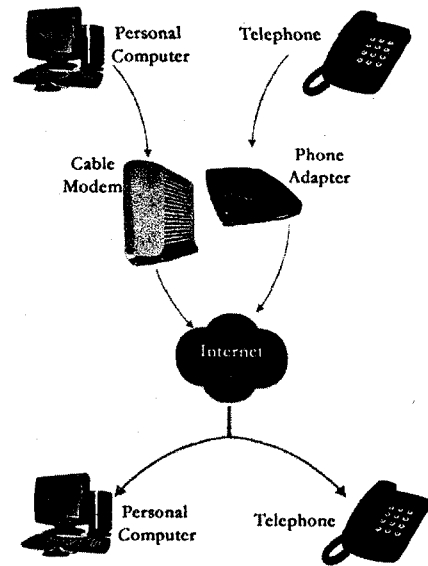 Personal
Computer
Telephone
Cable
Modem
Phone
Adapter
Internet
Personal
Computer
Telephone